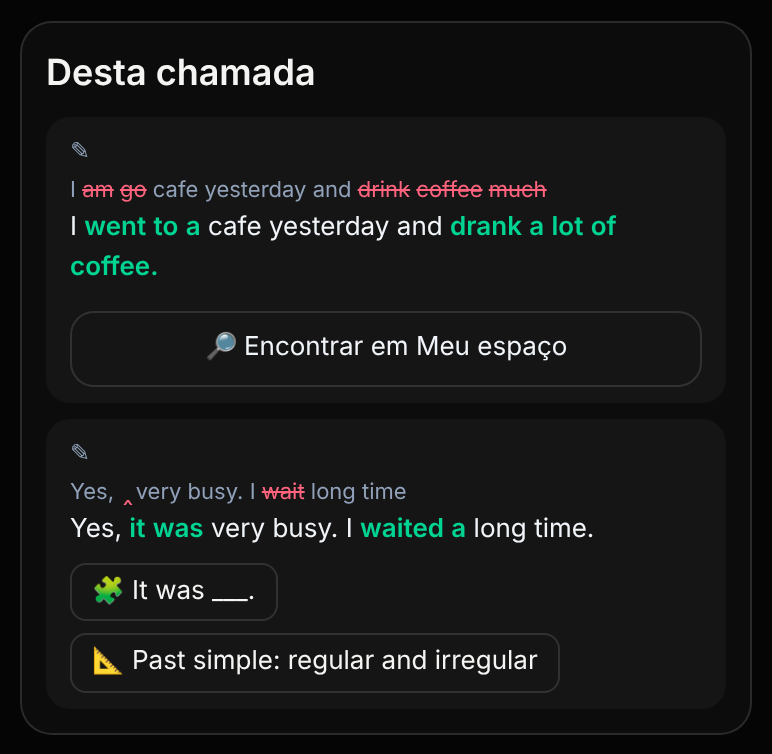 Desta chamada
✎
I am go cafe yesterday and drink coffee much
I went to a cafe yesterday and drank a lot of
coffee.
🔎 Encontrar em Meu espaço
✎
Yes, ‸very busy. I wait long time
Yes, it was very busy. I waited a long time.
🧩 It was ___.
📐 Past simple: regular and irregular